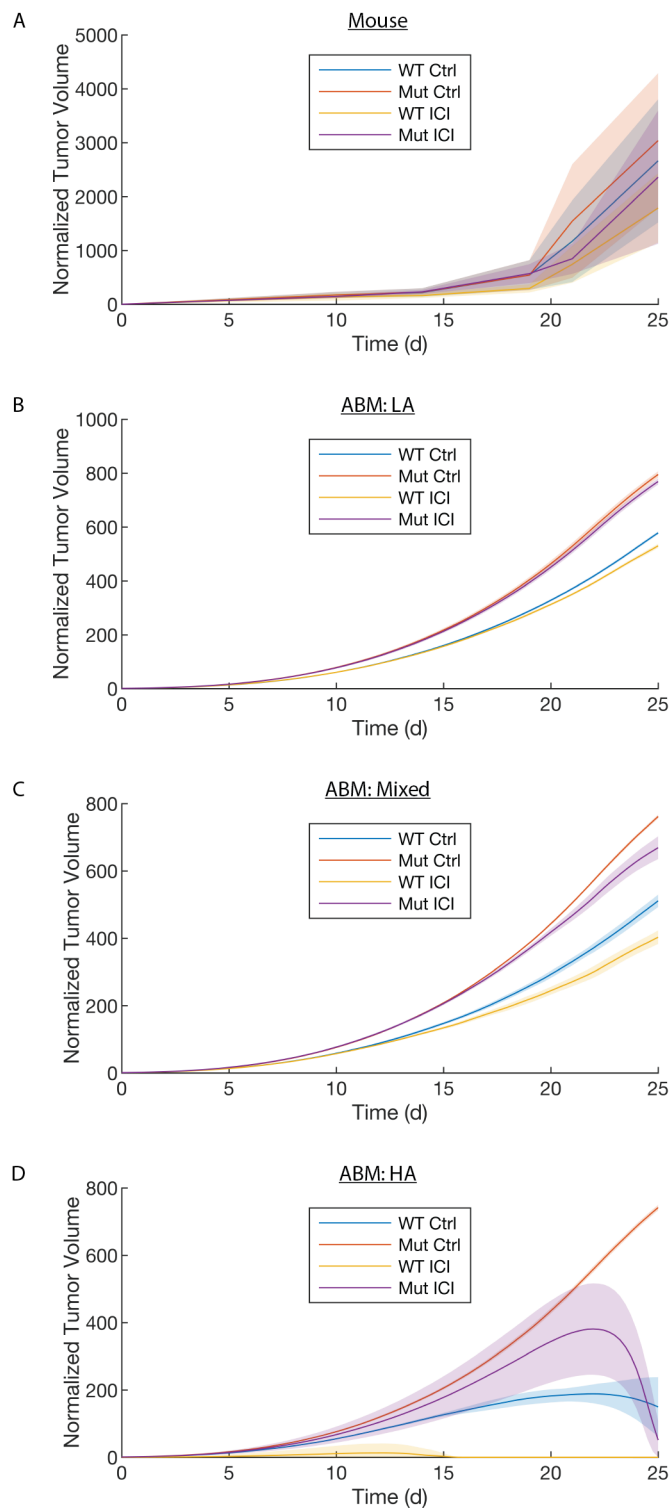 A
Mouse
5000
4000
3000
2000
1000
0
Normalized Tumor Volume
WT Ctrl
Mut Ctrl
WT ICI
Mut ICI
0 5 10 15 20 25
Time (d)
B
ABM: LA
1000
800
600
400
200
0
Normalized Tumor Volume
WT Ctrl
Mut Ctrl
WT ICI
Mut ICI
0 5 10 15 20 25
Time (d)
C
ABM: Mixed
800
600
400
200
0
Normalized Tumor Volume
WT Ctrl
Mut Ctrl
WT ICI
Mut ICI
0 5 10 15 20 25
Time (d)
D
ABM: HA
800
600
400
200
0
Normalized Tumor Volume
WT Ctrl
Mut Ctrl
WT ICI
Mut ICI
0 5 10 15 20 25
Time (d)